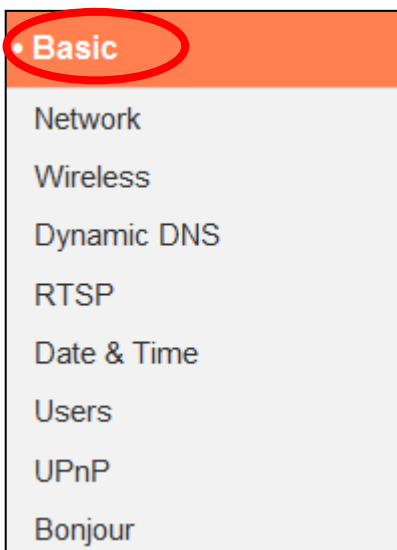 • Basic
Network
Wireless
Dynamic DNS
RTSP
Date & Time
Users
UPnP
Bonjour